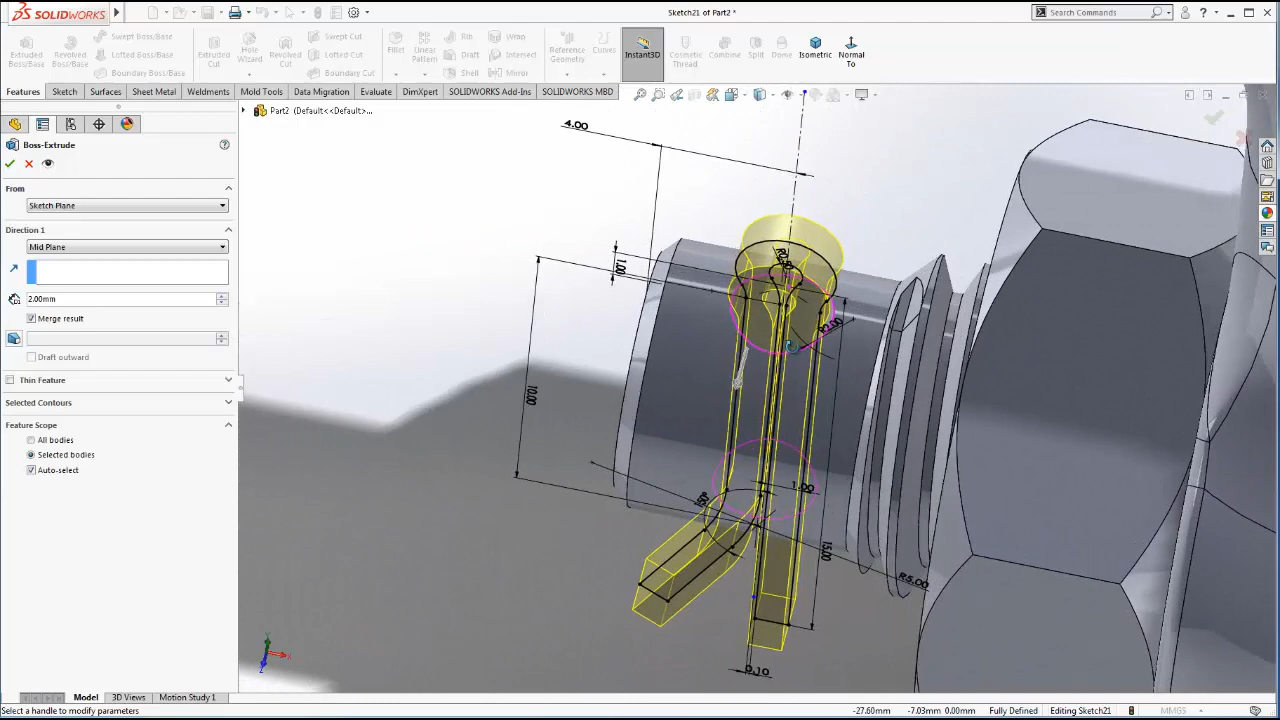 SOLIDWORKS
Sketch21 of Part2 *
Search Commands
Extruded Boss/Base
Revolved Boss/Base
Swept Boss/Base
Lofted Boss/Base
Boundary Boss/Base
Extruded Cut
Hole Wizard
Revolved Cut
Swept Cut
Lofted Cut
Boundary Cut
Fillet
Linear Pattern
Rib
Draft
Shell
Wrap
Intersect
Mirror
Reference Geometry
Curves
Instant3D
Cosmetic Thread
Combine
Split
Dome
Isometric
Normal To
Features
Sketch
Surfaces
Sheet Metal
Weldments
Mold Tools
Evaluate
DimXpert
SOLIDWORKS Add-Ins
SOLIDWORKS MBD
Part2 (Default<<Default>...
Boss-Extrude
From
Sketch Plane
Direction 1
Mid Plane
2.00mm
Merge result
Draft outward
Thin Feature
Selected Contours
Feature Scope
All bodies
Selected bodies
Auto-select
4.00
1.00
R2.00
10.00
1.00
15.00
R5.00
0.10
Y
X
Z
Model
3D Views
Motion Study 1
Select a handle to modify parameters
-27.60mm
-7.03mm 0.00mm
Fully Defined
Editing Sketch21
MMGS